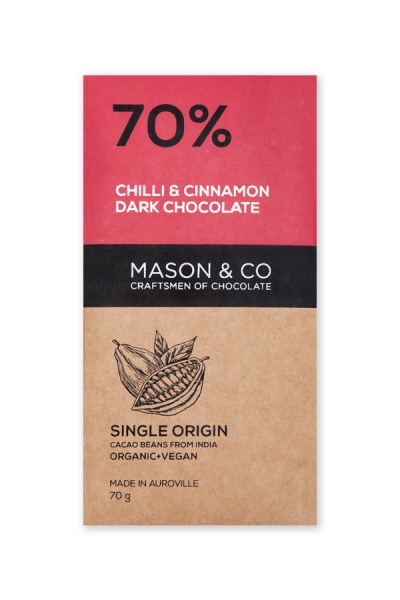 70%
CHILLI & CINNAMON
DARK CHOCOLATE
MASON & CO
CRAFTSMEN OF CHOCOLATE
SINGLE ORIGIN
CACAO BEANS FROM INDIA
ORGANIC+VEGAN
MADE IN AUROVILLE
70 g